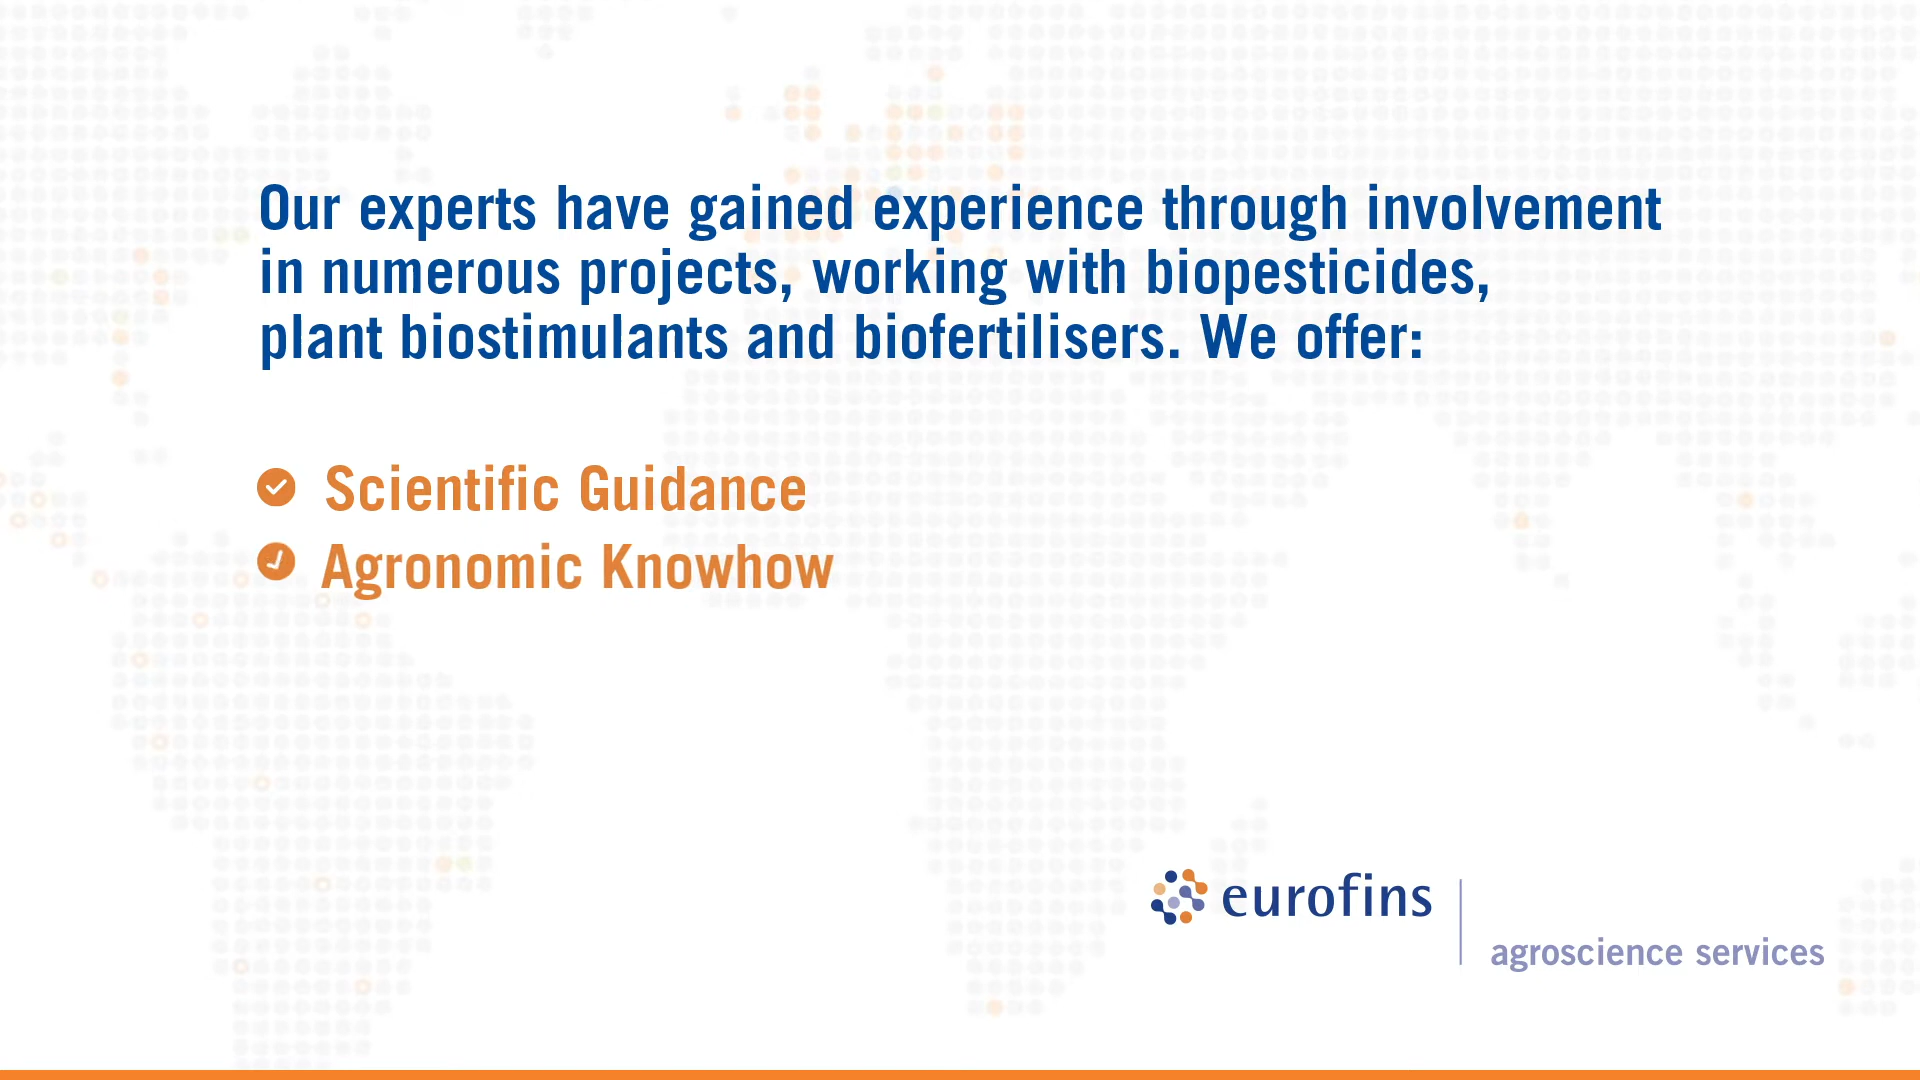 Our experts have gained experience through involvement
in numerous projects, working with biopesticides,
plant biostimulants and biofertilisers. We offer:
Scientific Guidance
Agronomic Knowhow
eurofins
agroscience services